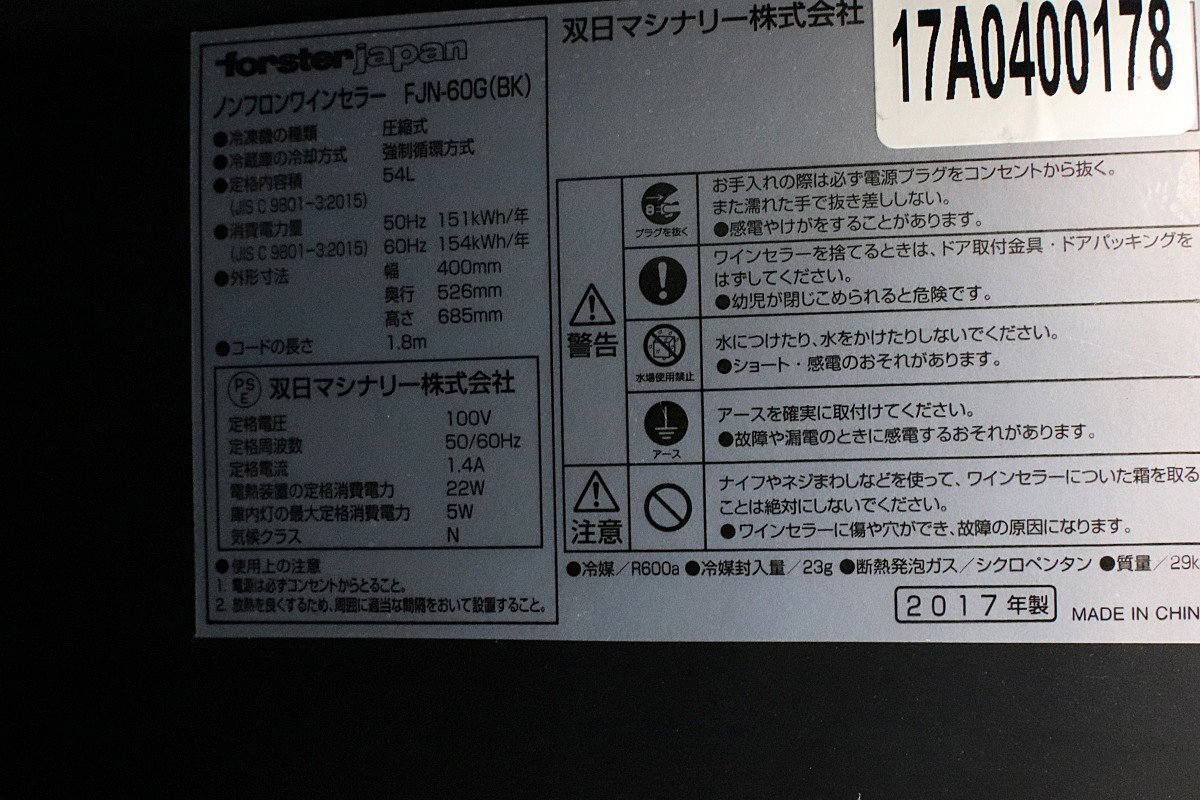 forsterjapan
ノンフロンワインセラー FJN-60G(BK)
●冷凍機の種類 圧縮式
●冷蔵庫の冷却方式 強制循環方式
●定格内容積 54L
(JIS C 9801-3:2015)
●消費電力量 50Hz 151kWh/年
(JIS C 9801-3:2015) 60Hz 154kWh/年
●外形寸法 幅 400mm
奥行 526mm
高さ 685mm
●コードの長さ 1.8m
PSE 双日マシナリー株式会社
定格電圧 100V
定格周波数 50/60Hz
定格電流 1.4A
電熱装置の定格消費電力 22W
庫内灯の最大定格消費電力 5W
気候クラス N
●使用上の注意
1. 電源は必ずコンセントからとること。
2. 放熱を良くするため、周囲に適当な間隔をおいて設置すること。
双日マシナリー株式会社
17A0400178
警告
プラグを抜く
お手入れの際は必ず電源プラグをコンセントから抜く。
また濡れた手で抜き差ししない。
●感電やけがをすることがあります。
ワインセラーを捨てるときは、ドア取付金具・ドアパッキングを
はずしてください。
●幼児が閉じこめられると危険です。
水場使用禁止
水につけたり、水をかけたりしないでください。
●ショート・感電のおそれがあります。
アース
アースを確実に取付けてください。
●故障や漏電のときに感電するおそれがあります。
注意
ナイフやネジまわしなどを使って、ワインセラーについた霜を取る
ことは絶対にしないでください。
●ワインセラーに傷や穴ができ、故障の原因になります。
●冷媒/R600a ●冷媒封入量/23g ●断熱発泡ガス/シクロペンタン ●質量/29k
2017年製
MADE IN CHIN